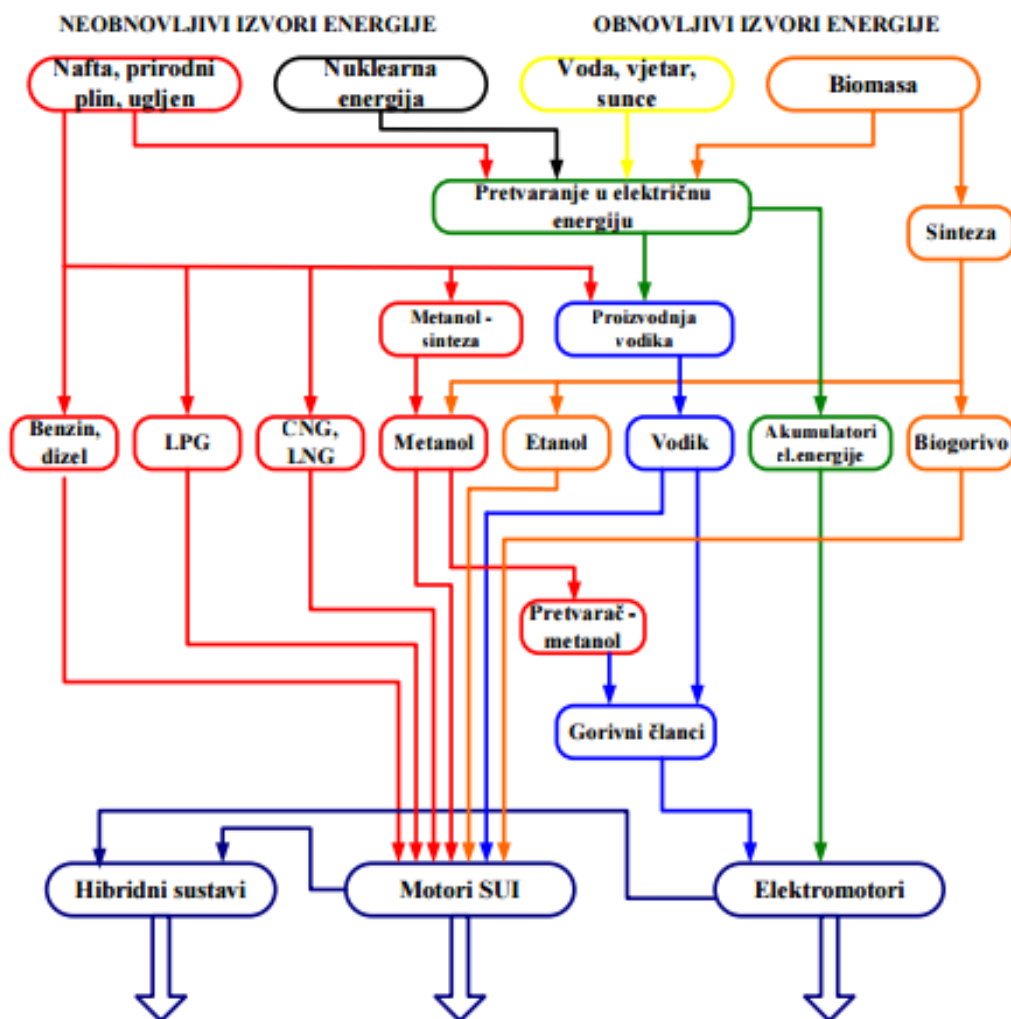 NEOBNOVLJIVI IZVORI ENERGIJE
OBNOVLJIVI IZVORI ENERGIJE
Nafta, prirodni
plin, ugljen
Nuklearna
energija
Voda, vjetar,
sunce
Biomasa
Pretvaranje u električnu
energiju
Sinteza
Metanol -
sinteza
Proizvodnja
vodika
Benzin,
dizel
LPG
CNG,
LNG
Metanol
Etanol
Vodik
Akumulatori
el.energije
Biogorivo
Pretvarač -
metanol
Gorivni članci
Hibridni sustavi
Motori SUI
Elektromotori